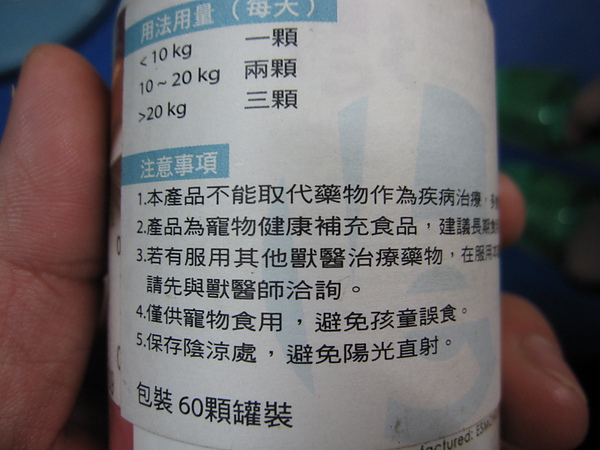 用法用量（每天）
< 10 kg 一顆
10 ~ 20 kg 兩顆
>20 kg 三顆
注意事項
1.本產品不能取代藥物作為疾病治療，
2.產品為寵物健康補充食品，建議長期食
3.若有服用其他獸醫治療藥物，在服用本
請先與獸醫師洽詢。
4.僅供寵物食用，避免孩童誤食。
5.保存陰涼處，避免陽光直射。
包裝 60顆罐裝